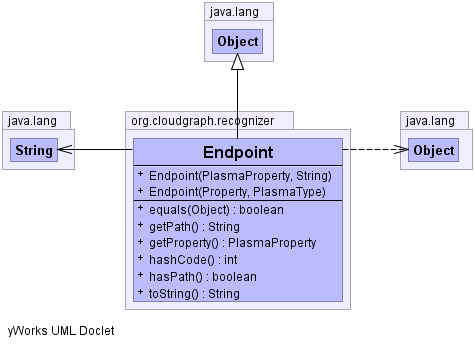 java.lang
Object
java.lang
String
org.cloudgraph.recognizer
Endpoint
+ Endpoint(PlasmaProperty, String)
+ Endpoint(Property, PlasmaType)
+ equals(Object) : boolean
+ getPath() : String
+ getProperty() : PlasmaProperty
+ hashCode() : int
+ hasPath() : boolean
+ toString() : String
java.lang
Object
yWorks UML Doclet